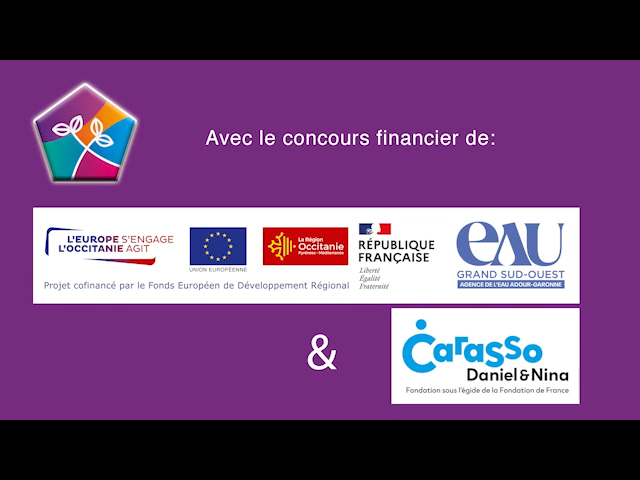 Avec le concours financier de:
L'EUROPE S'ENGAGE
L'OCCITANIE AGIT
UNION EUROPÉENNE
La Région
Occitanie
Pyrénées - Méditerranée
RÉPUBLIQUE
FRANÇAISE
Liberté
Égalité
Fraternité
EAU
GRAND SUD-OUEST
AGENCE DE L'EAU ADOUR-GARONNE
Projet cofinancé par le Fonds Européen de Développement Régional
&
Carasso
Daniel & Nina
Fondation sous l'égide de la Fondation de France